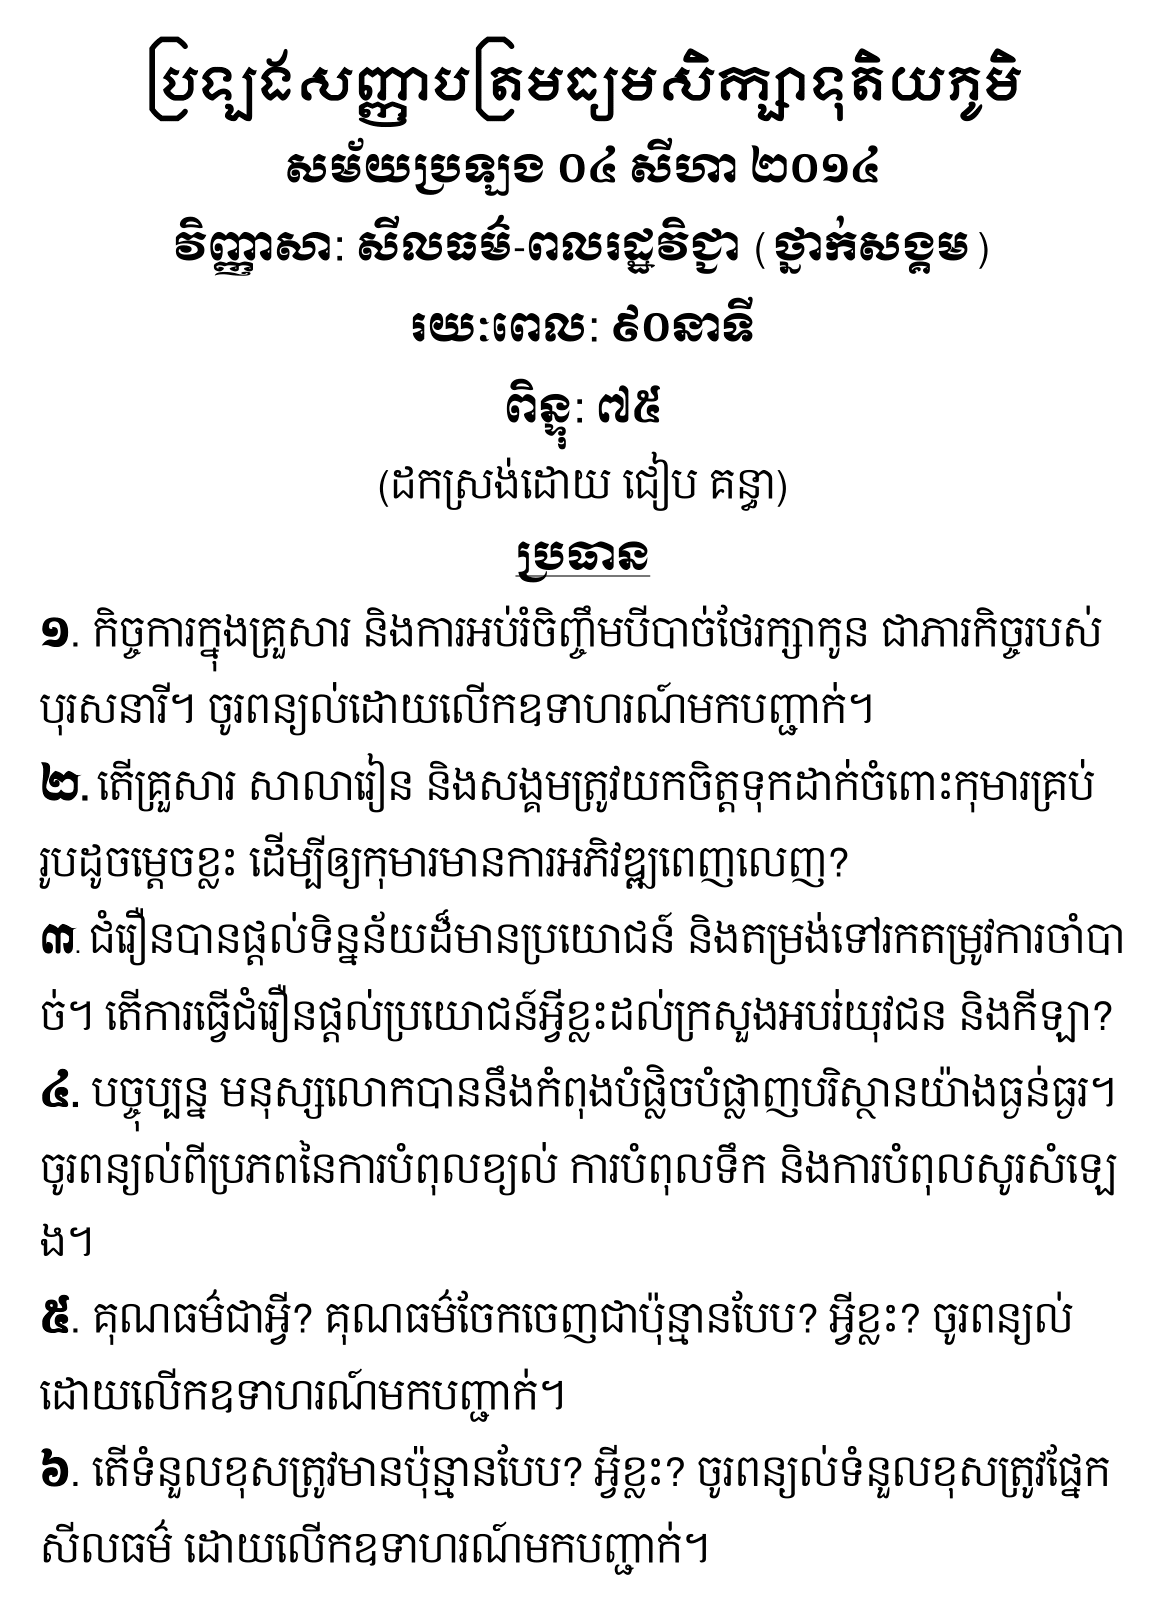 ប្រឡងសញ្ញាបត្រមធ្យមសិក្សាទុតិយភូមិ
សម័យប្រឡង ០៤ សីហា ២០១៤
វិញ្ញាសា: សីលធម៌-ពលរដ្ឋវិជ្ជា (ថ្នាក់សង្គម)
រយៈពេល: ៩០នាទី
ពិន្ទុ: ៧៥
(ដកស្រង់ដោយ ជៀប គន្ធា)
ប្រធាន
១. កិច្ចការក្នុងគ្រួសារ និងការអប់រំចិញ្ចឹមបីបាច់ថែរក្សាកូន ជាភារកិច្ចរបស់
បុរសនារី។ ចូរពន្យល់ដោយលើកឧទាហរណ៍មកបញ្ជាក់។
២. តើគ្រួសារ សាលារៀន និងសង្គមត្រូវយកចិត្តទុកដាក់ចំពោះកុមារគ្រប់
រូបដូចម្តេចខ្លះ ដើម្បីឲ្យកុមារមានការអភិវឌ្ឍពេញលេញ?
៣. ជំរឿនបានផ្តល់ទិន្នន័យដ៏មានប្រយោជន៍ និងតម្រង់ទៅរកតម្រូវការចាំបា
ច់។ តើការធ្វើជំរឿនផ្តល់ប្រយោជន៍អ្វីខ្លះដល់ក្រសួងអបរ់យុវជន និងកីឡា?
៤. បច្ចុប្បន្ន មនុស្សលោកបាននឹងកំពុងបំផ្លិចបំផ្លាញបរិស្ថានយ៉ាងធ្ងន់ធ្ងរ។
ចូរពន្យល់ពីប្រភពនៃការបំពុលខ្យល់ ការបំពុលទឹក និងការបំពុលសូរសំឡេ
ង។
៥. គុណធម៌ជាអ្វី? គុណធម៌ចែកចេញជាប៉ុន្មានបែប? អ្វីខ្លះ? ចូរពន្យល់
ដោយលើកឧទាហរណ៍មកបញ្ជាក់។
៦. តើទំនួលខុសត្រូវមានប៉ុន្មានបែប? អ្វីខ្លះ? ចូរពន្យល់ទំនួលខុសត្រូវផ្នែក
សីលធម៌ ដោយលើកឧទាហរណ៍មកបញ្ជាក់។